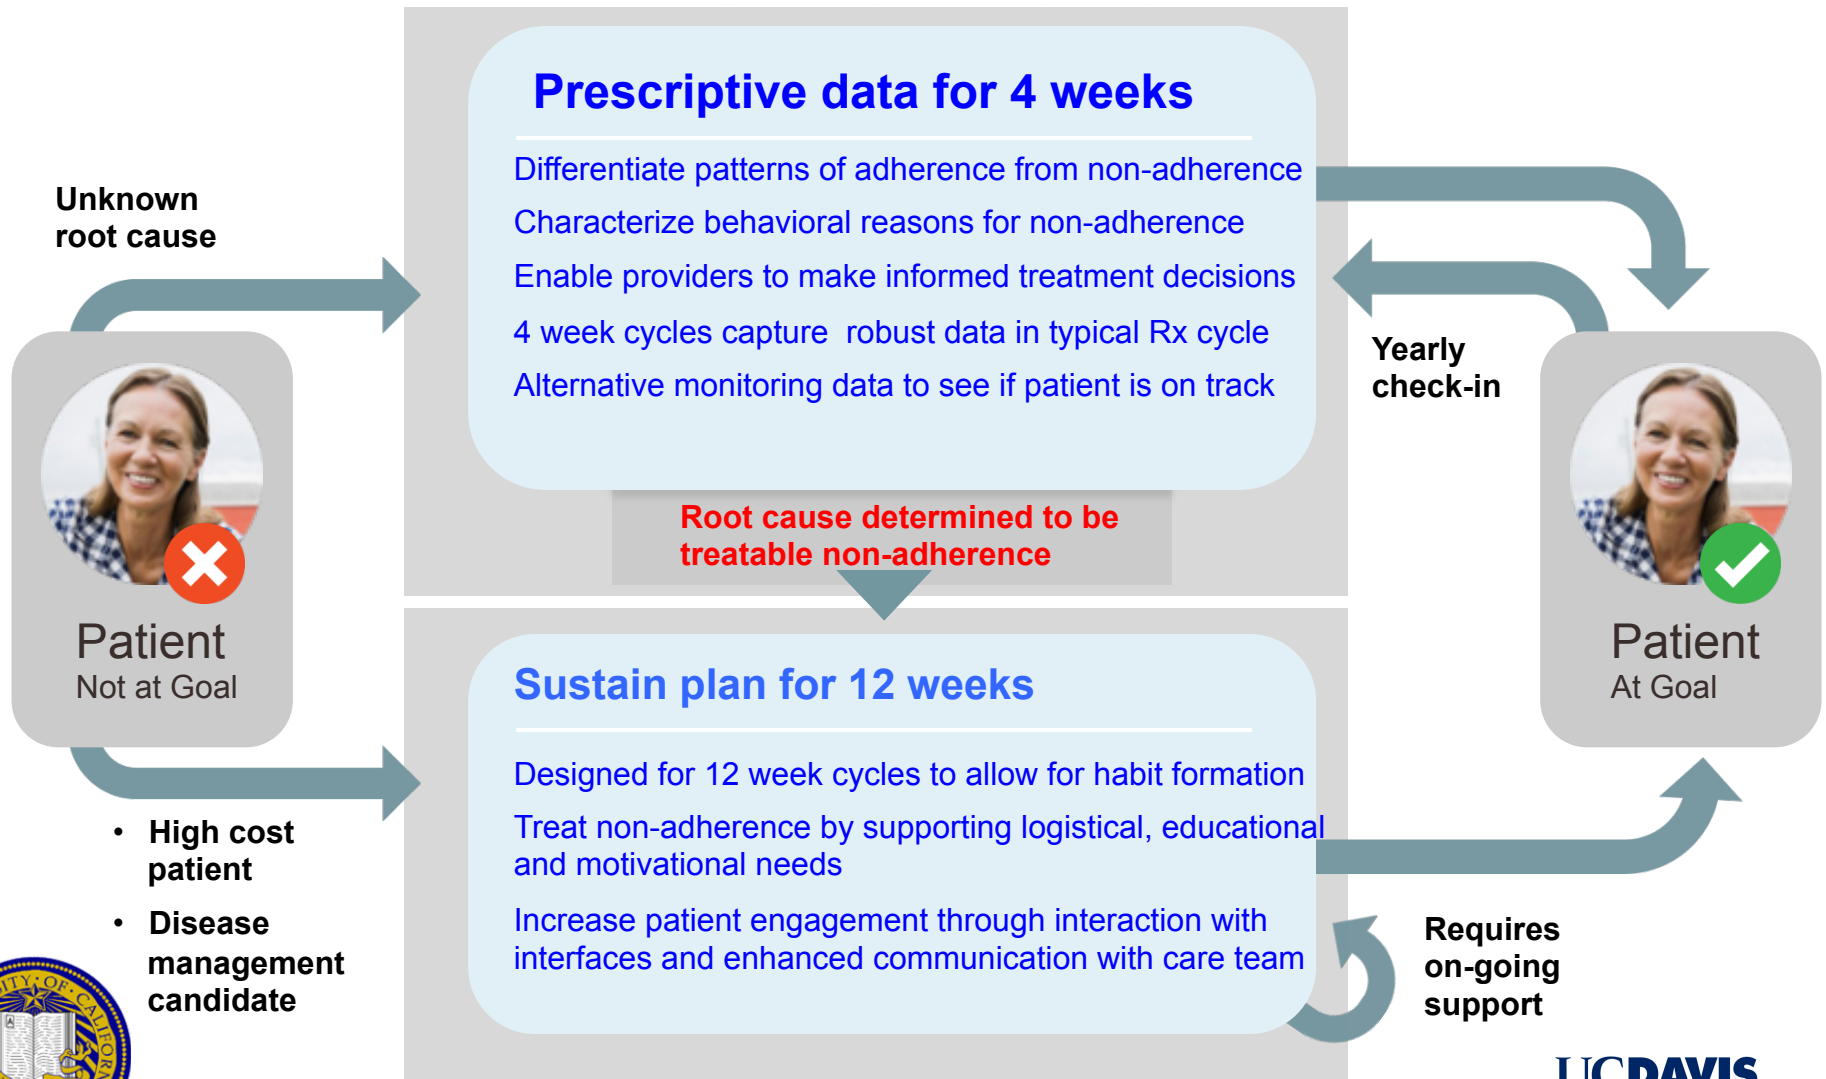 Prescriptive data for 4 weeks
Differentiate patterns of adherence from non-adherence
Characterize behavioral reasons for non-adherence
Enable providers to make informed treatment decisions
4 week cycles capture  robust data in typical Rx cycle
Alternative monitoring data to see if patient is on track
Unknown
root cause
Yearly
check-in
Root cause determined to be
treatable non-adherence
Patient
Not at Goal
Patient
At Goal
Sustain plan for 12 weeks
Designed for 12 week cycles to allow for habit formation
Treat non-adherence by supporting logistical, educational
and motivational needs
Increase patient engagement through interaction with
interfaces and enhanced communication with care team
• High cost
patient
• Disease
management
candidate
Requires
on-going
support
ITY·OF·CALIFORN
UCDAVIS